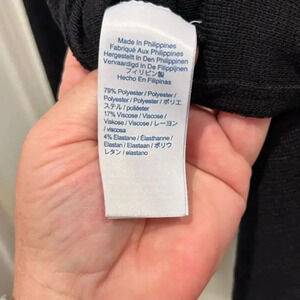 Made In Philippines
Fabriqué Aux Philippines
Hergestellt In Den Philippinen
Vervaardigd In De Filippijnen
フィリピン製
Hecho En Filipinas
79% Polyester / Polyester /
Polyester / Polyester / ポリエ
ステル / poliéster
17% Viscose / Viscose /
Viskose / Viscose / レーヨン
/ viscosa
4% Elastane / Élasthanne /
Elastan / Elastaan / ポリウ
レタン / elastano